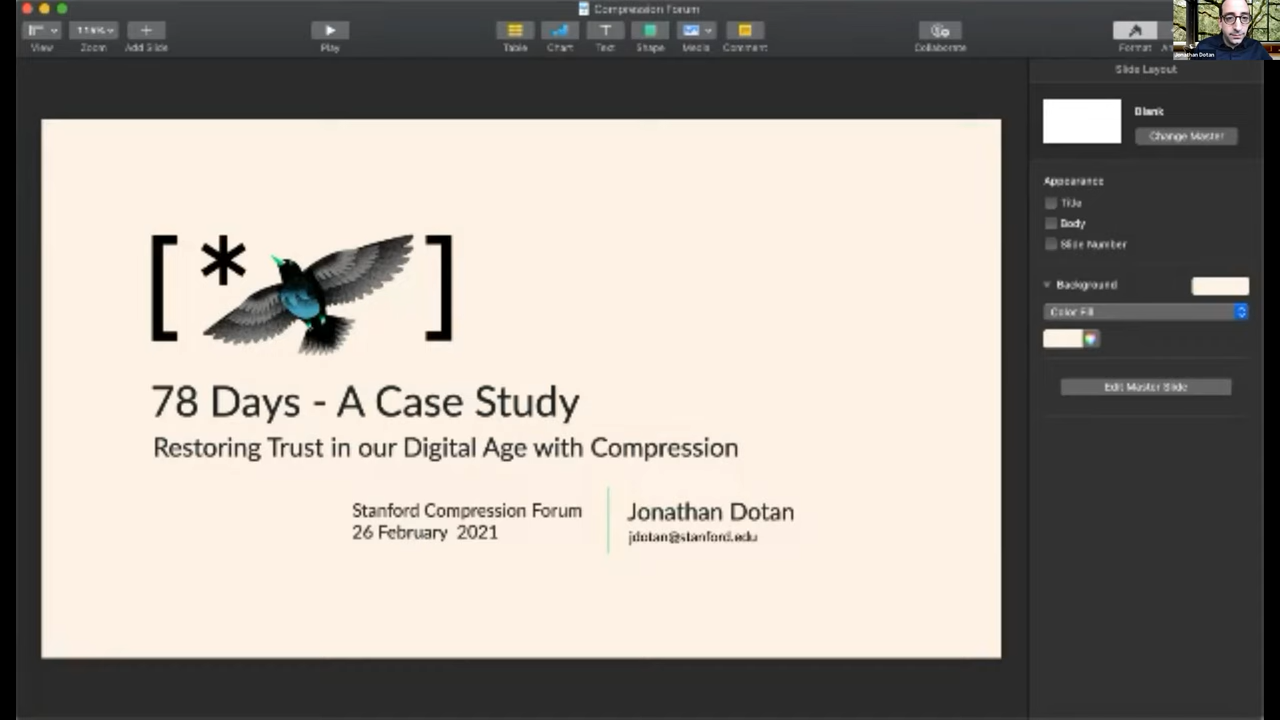 Compression Forum
View
Zoom
Add Slide
Play
Table
Chart
Text
Shape
Media
Comment
Collaborate
Format
Jonathan Dotan
Slide Layout
Blank
Change Master
Appearance
Title
Body
Slide Number
Background
Color Fill
Edit Master Slide
[* ]
78 Days - A Case Study
Restoring Trust in our Digital Age with Compression
Stanford Compression Forum
26 February 2021
Jonathan Dotan
jdotan@stanford.edu